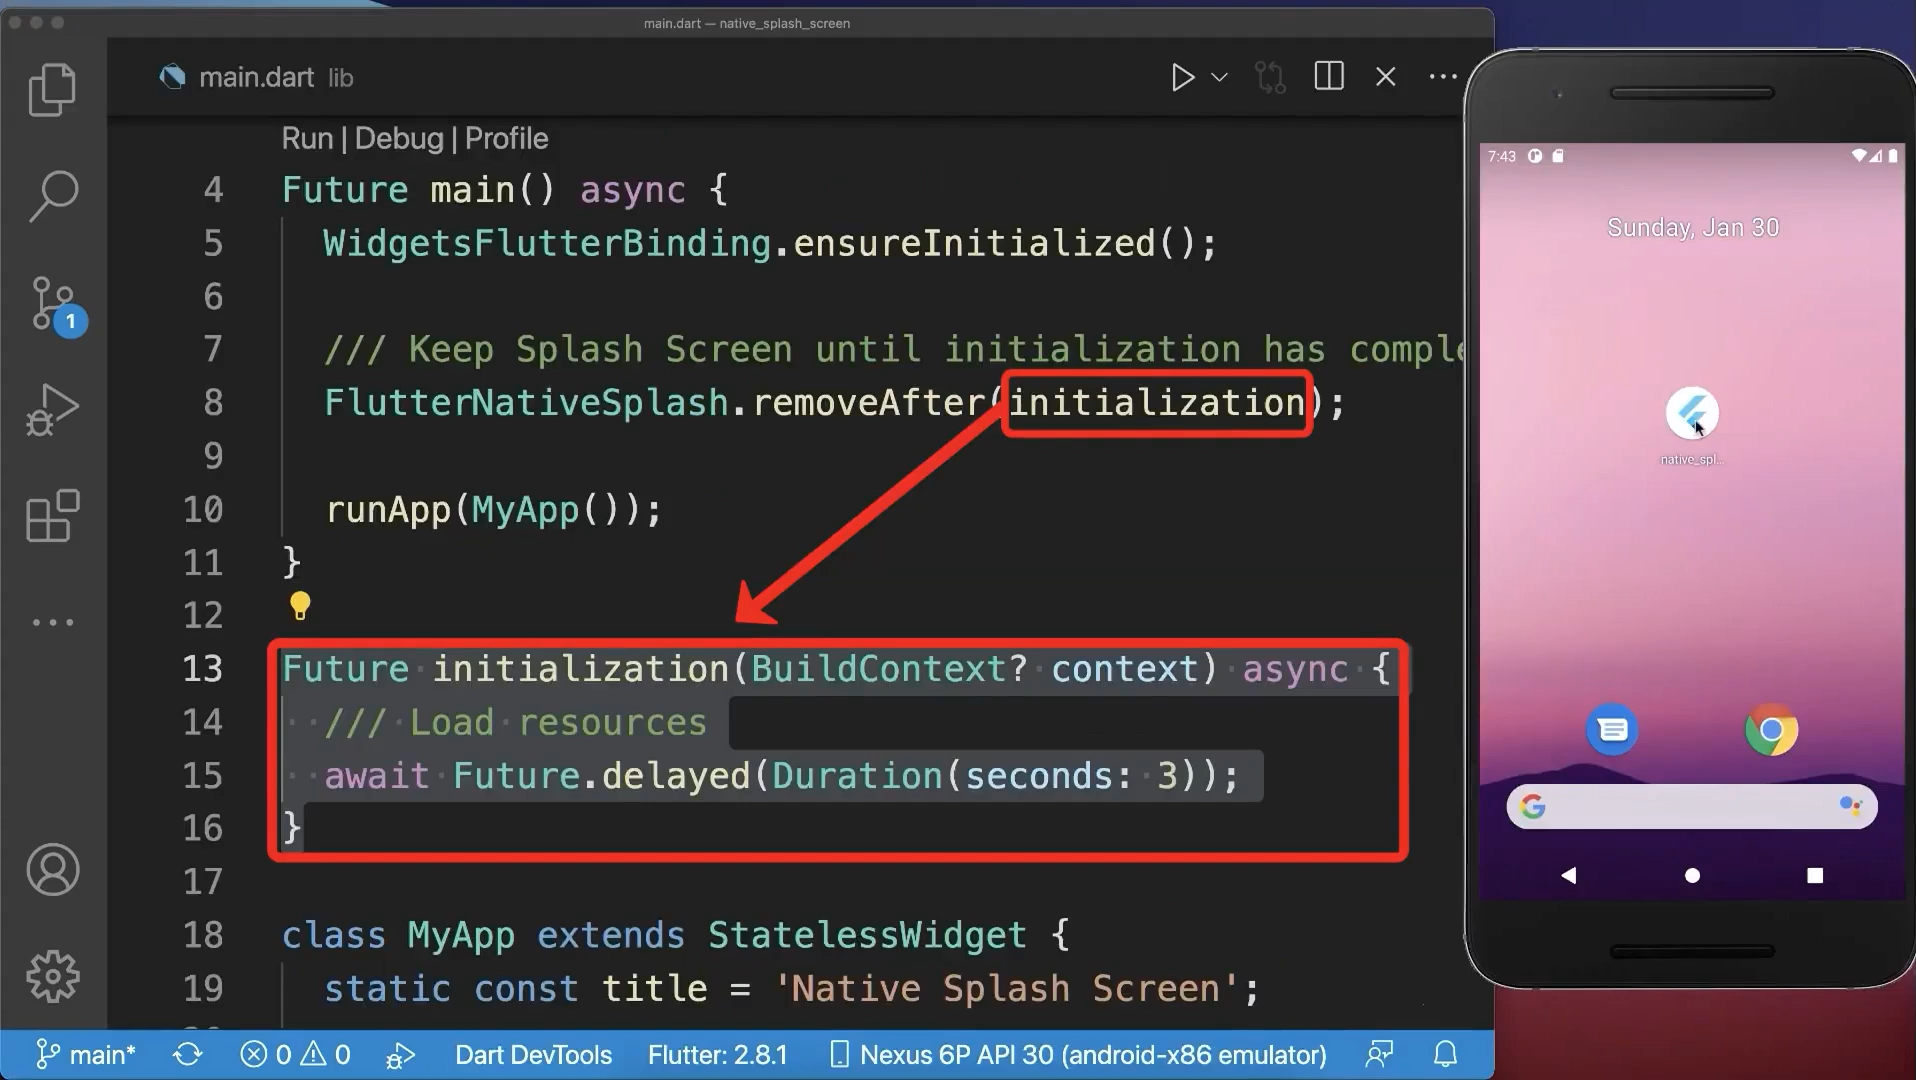 main.dart — native_splash_screen
main.dart lib
Run | Debug | Profile
4 Future main() async {
5 WidgetsFlutterBinding.ensureInitialized();
6
7 /// Keep Splash Screen until initialization has comple
8 FlutterNativeSplash.removeAfter(initialization);
9
10 runApp(MyApp());
11 }
12
13 Future initialization(BuildContext? context) async {
14 /// Load resources
15 await Future.delayed(Duration(seconds: 3));
16 }
17
18 class MyApp extends StatelessWidget {
19 static const title = 'Native Splash Screen';
1
main* 0 0 Dart DevTools Flutter: 2.8.1 Nexus 6P API 30 (android-x86 emulator)
7:43
Sunday, Jan 30
native_spl...